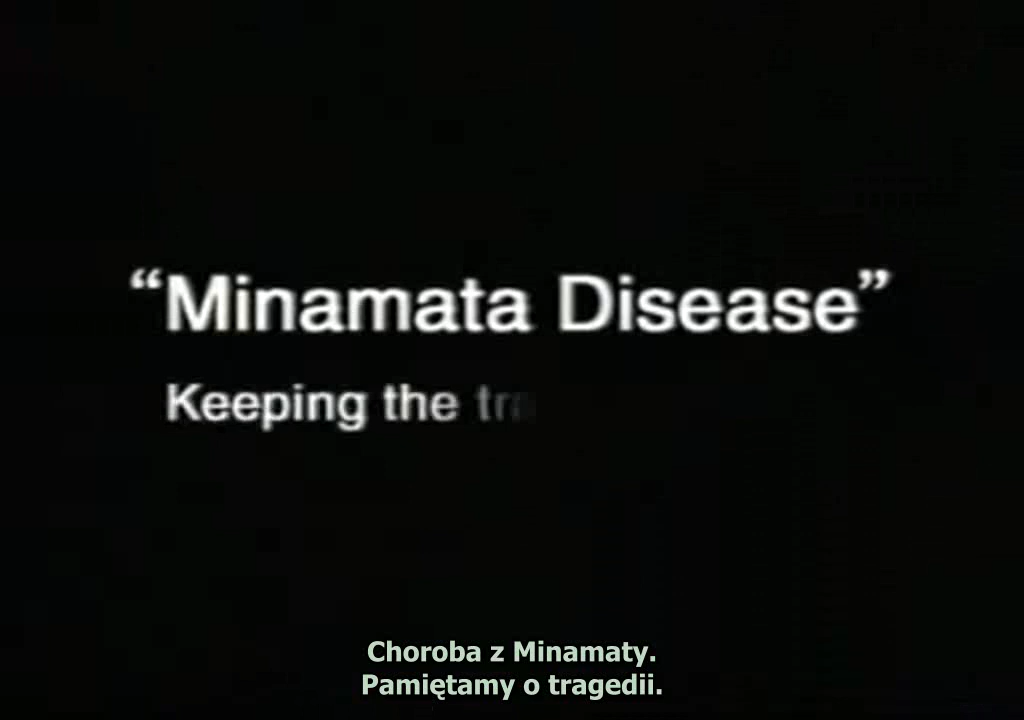 “Minamata Disease”
Keeping the
Choroba z Minamaty.
Pamiętamy o tragedii.